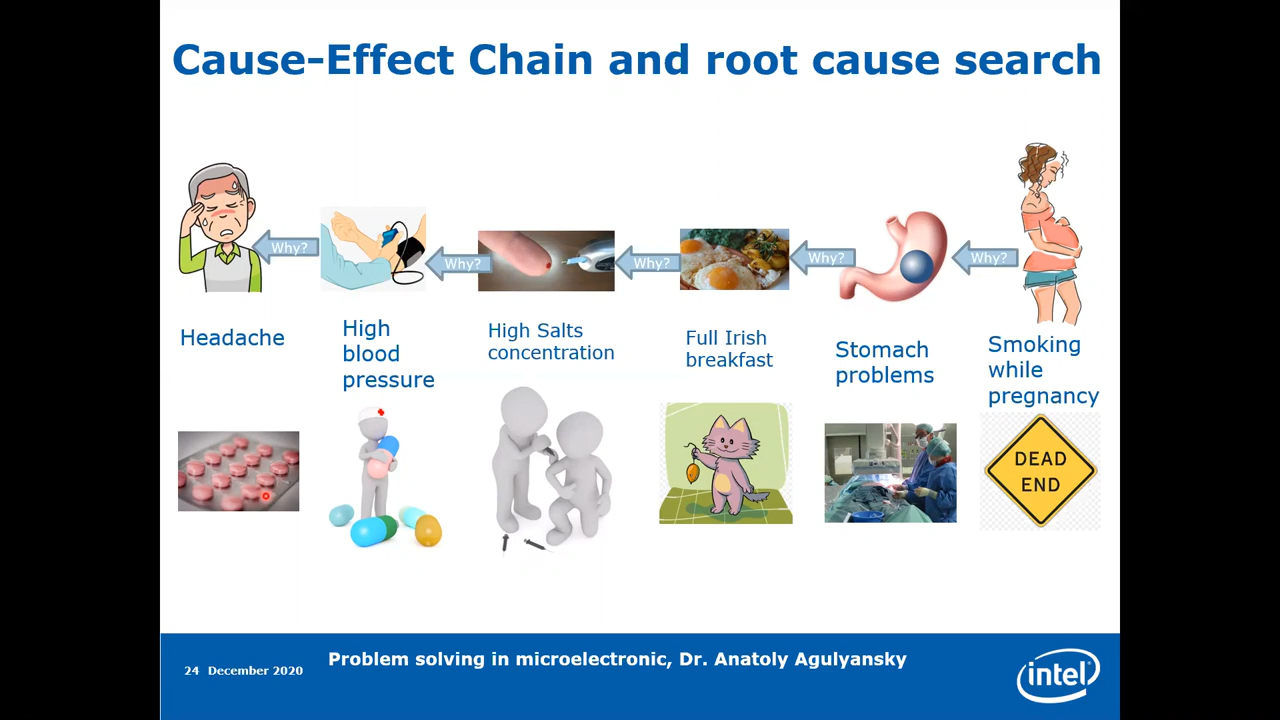 Cause-Effect Chain and root cause search
Why?
Why?
Why?
Why?
Why?
Headache
High
blood
pressure
High Salts
concentration
Full Irish
breakfast
Stomach
problems
Smoking
while
pregnancy
DEAD
END
24 December 2020
Problem solving in microelectronic, Dr. Anatoly Agulyansky
intel